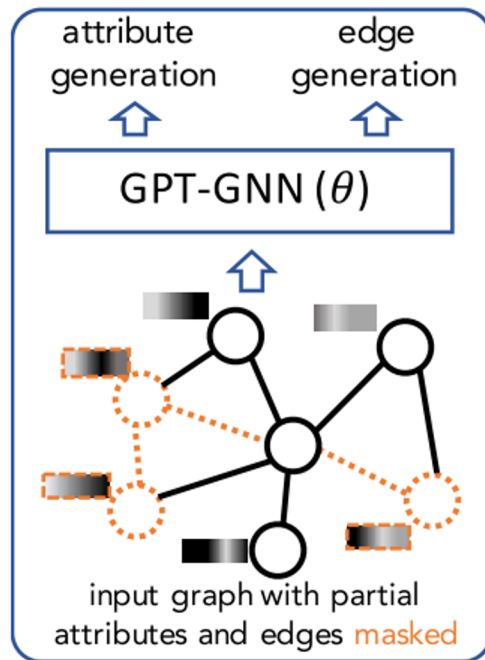 attribute edge
generation generation
GPT-GNN (θ)
input graph with partial
attributes and edges masked